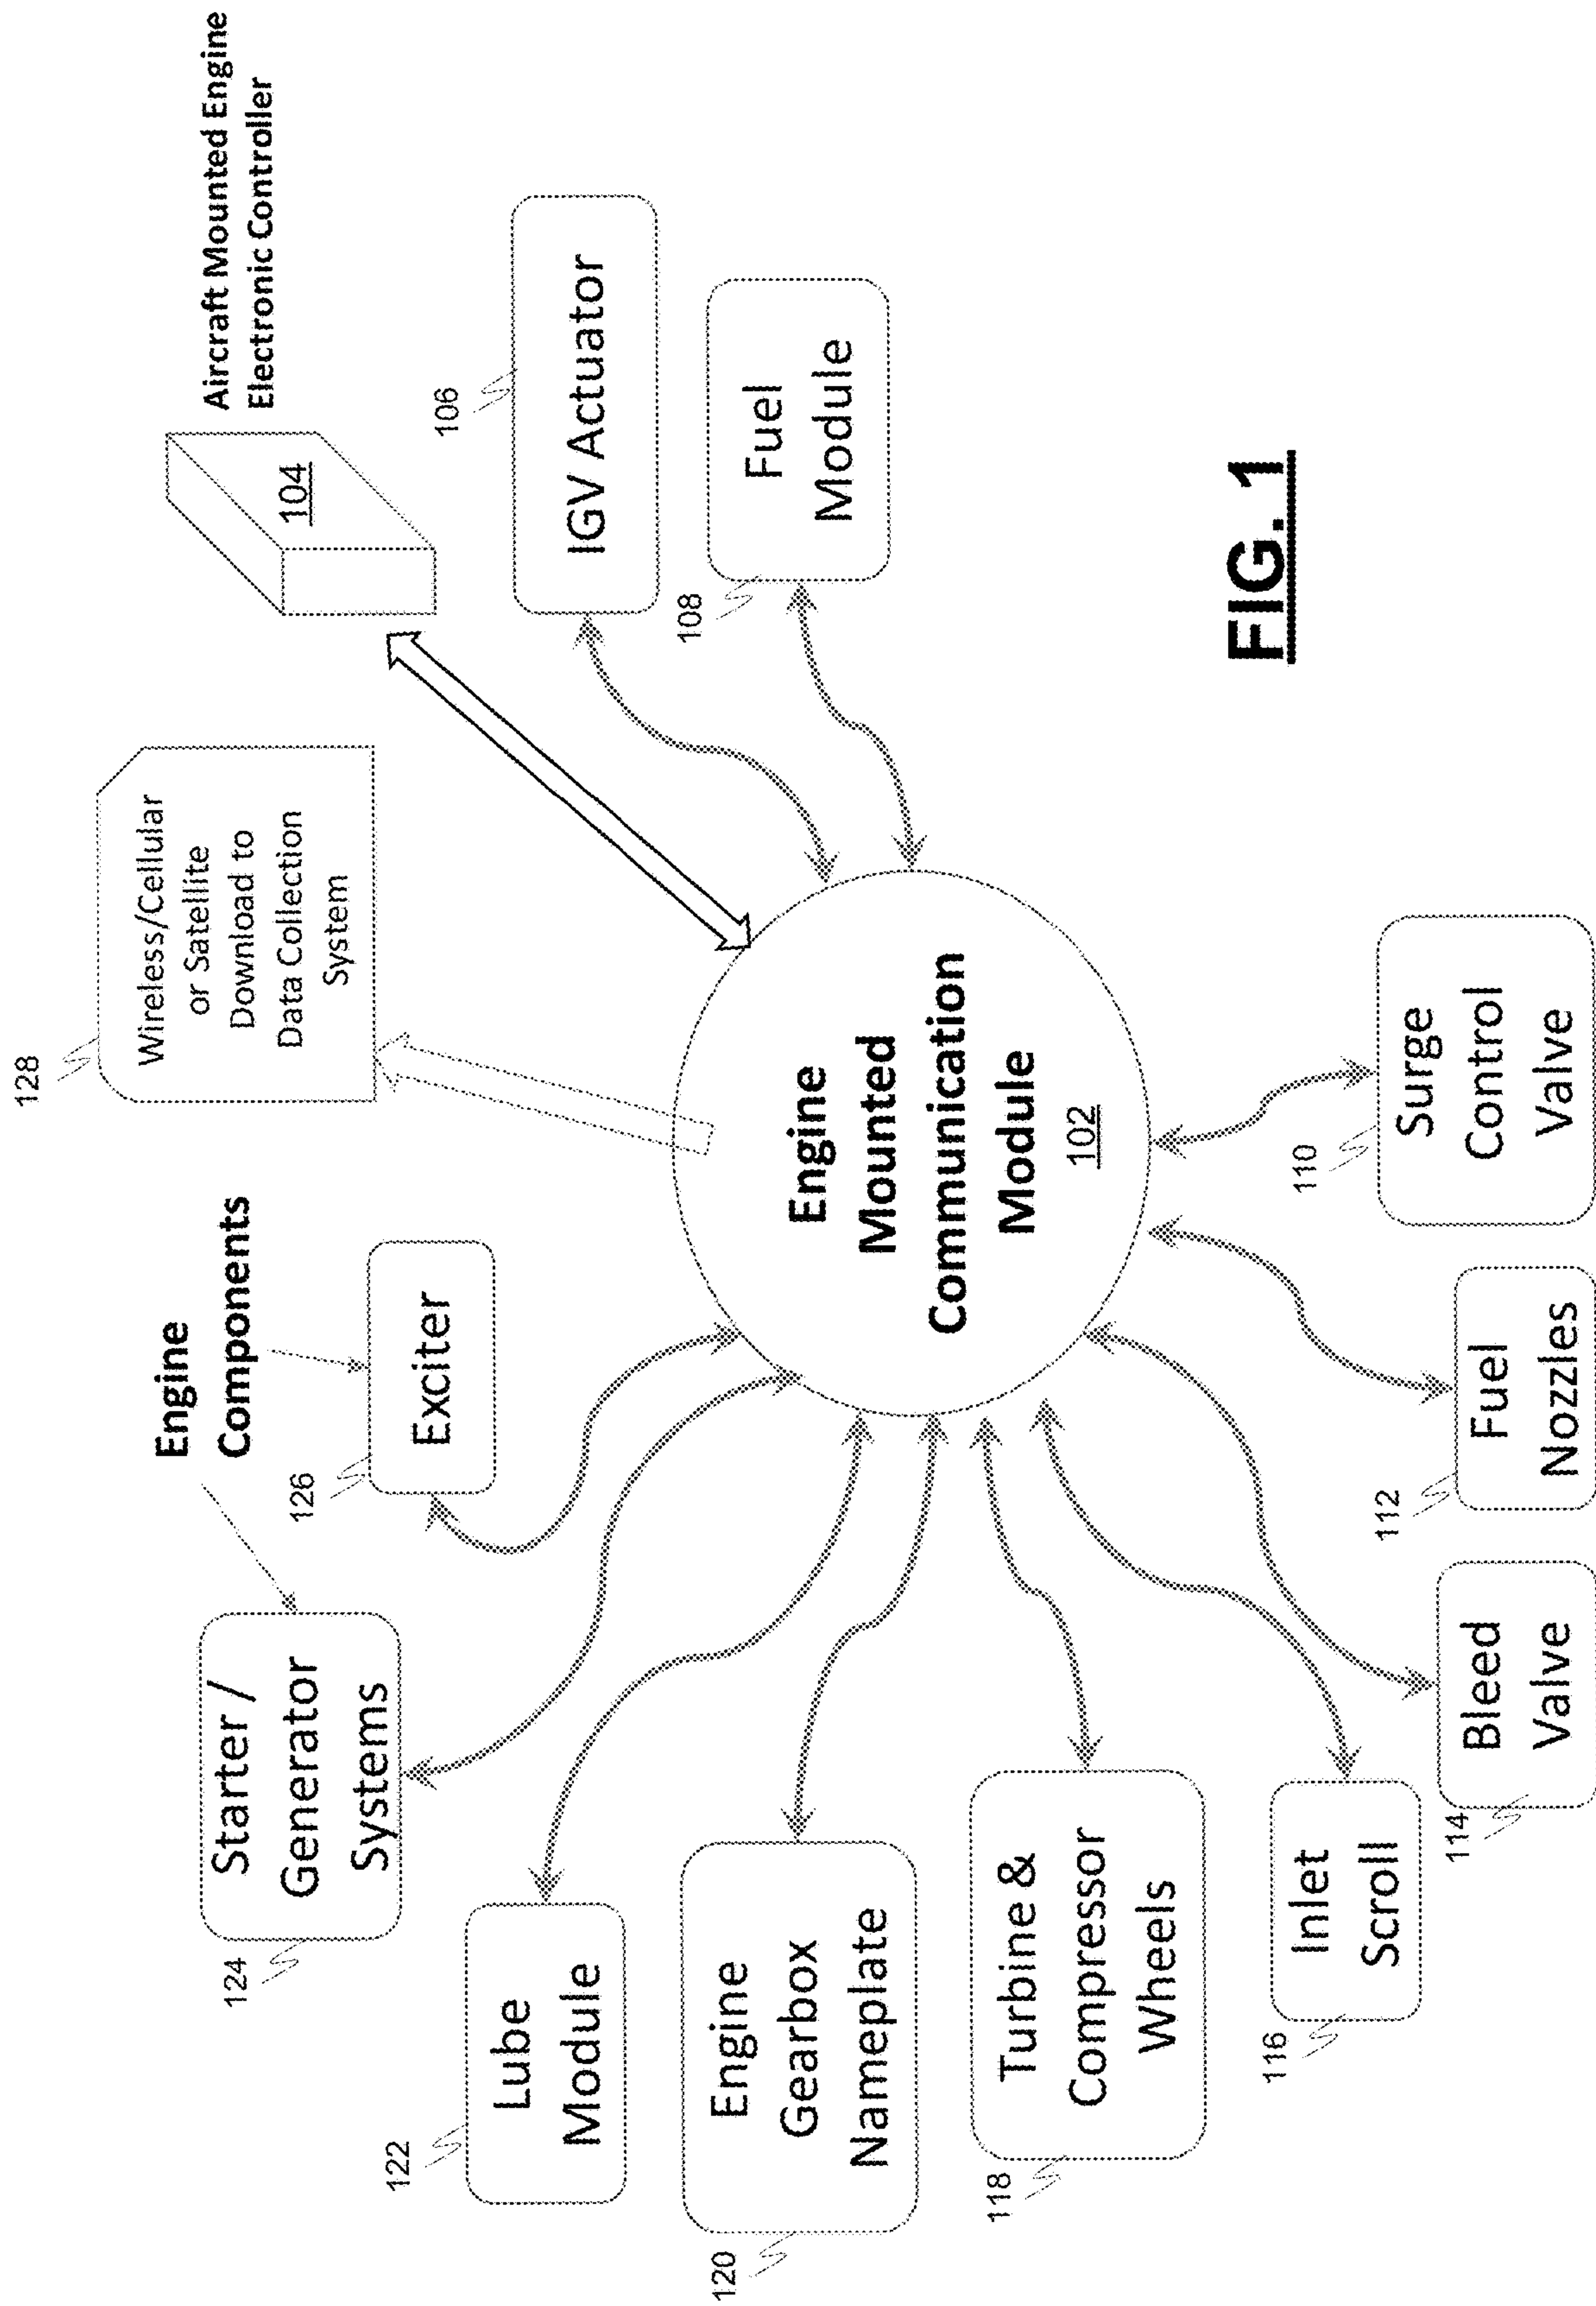 128
Wireless/Cellular
or Satellite
Download to
Data Collection
System
Aircraft Mounted Engine
Electronic Controller
104
Engine
Components
124
Starter /
Generator
Systems
126
Exciter
106
IGV Actuator
122
Lube
Module
108
Fuel
Module
120
Engine
Gearbox
Nameplate
Engine
Mounted
Communication
Module
102
118
Turbine &
Compressor
Wheels
116
Inlet
Scroll
114
Bleed
Valve
112
Fuel
Nozzles
110
Surge
Control
Valve
FIG. 1